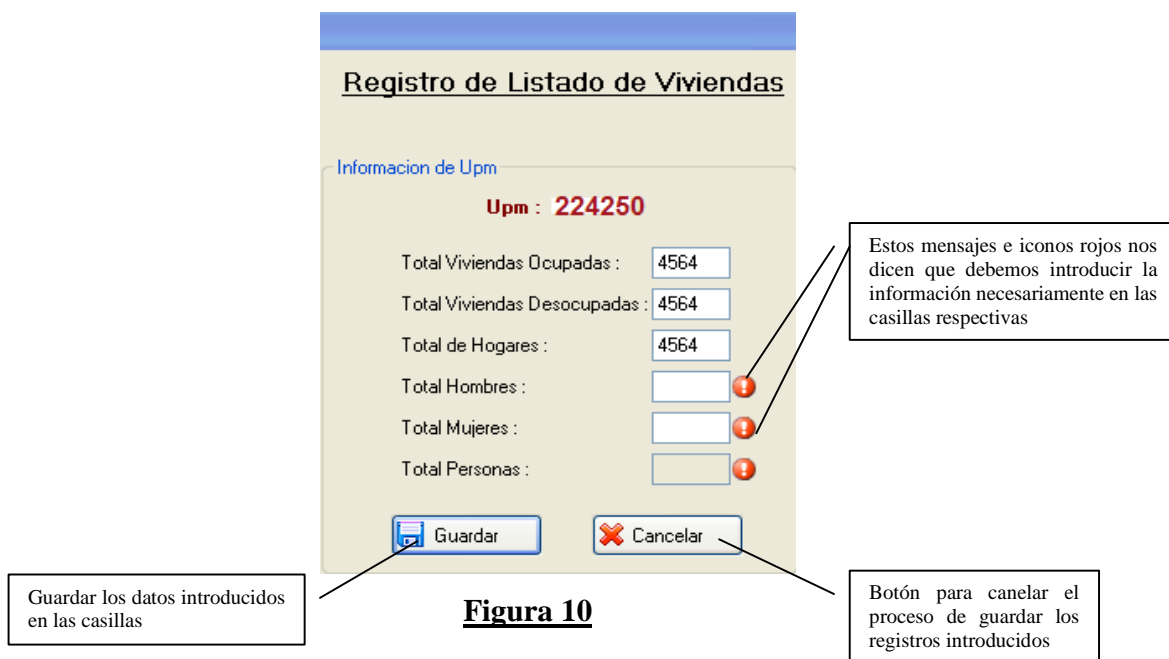 Registro de Listado de Viviendas
Informacion de Upm
Upm : 224250
Total Viviendas Ocupadas : 4564
Total Viviendas Desocupadas : 4564
Total de Hogares : 4564
Total Hombres :
Total Mujeres :
Total Personas :
Guardar Cancelar
Estos mensajes e iconos rojos nos
dicen que debemos introducir la
información necesariamente en las
casillas respectivas
Guardar los datos introducidos
en las casillas
Botón para canelar el
proceso de guardar los
registros introducidos
Figura 10